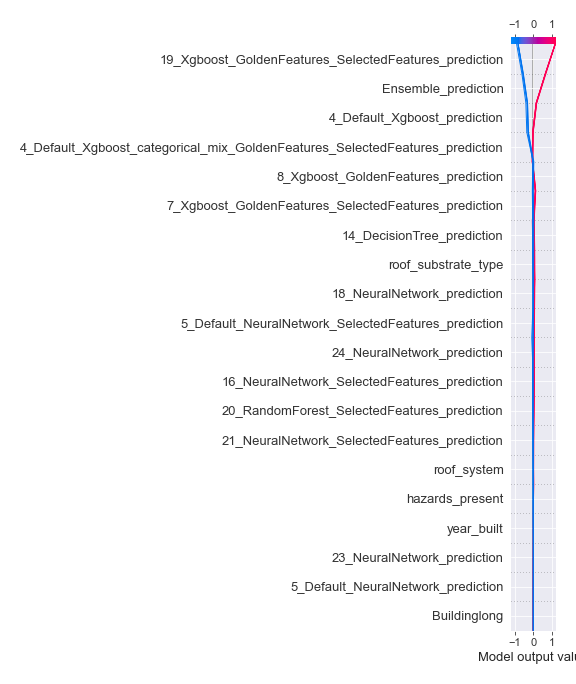 −1 0 1
19_Xgboost_GoldenFeatures_SelectedFeatures_prediction
Ensemble_prediction
4_Default_Xgboost_prediction
4_Default_Xgboost_categorical_mix_GoldenFeatures_SelectedFeatures_prediction
8_Xgboost_GoldenFeatures_prediction
7_Xgboost_GoldenFeatures_SelectedFeatures_prediction
14_DecisionTree_prediction
roof_substrate_type
18_NeuralNetwork_prediction
5_Default_NeuralNetwork_SelectedFeatures_prediction
24_NeuralNetwork_prediction
16_NeuralNetwork_SelectedFeatures_prediction
20_RandomForest_SelectedFeatures_prediction
21_NeuralNetwork_SelectedFeatures_prediction
roof_system
hazards_present
year_built
23_NeuralNetwork_prediction
5_Default_NeuralNetwork_prediction
Buildinglong
−1 0 1
Model output valu